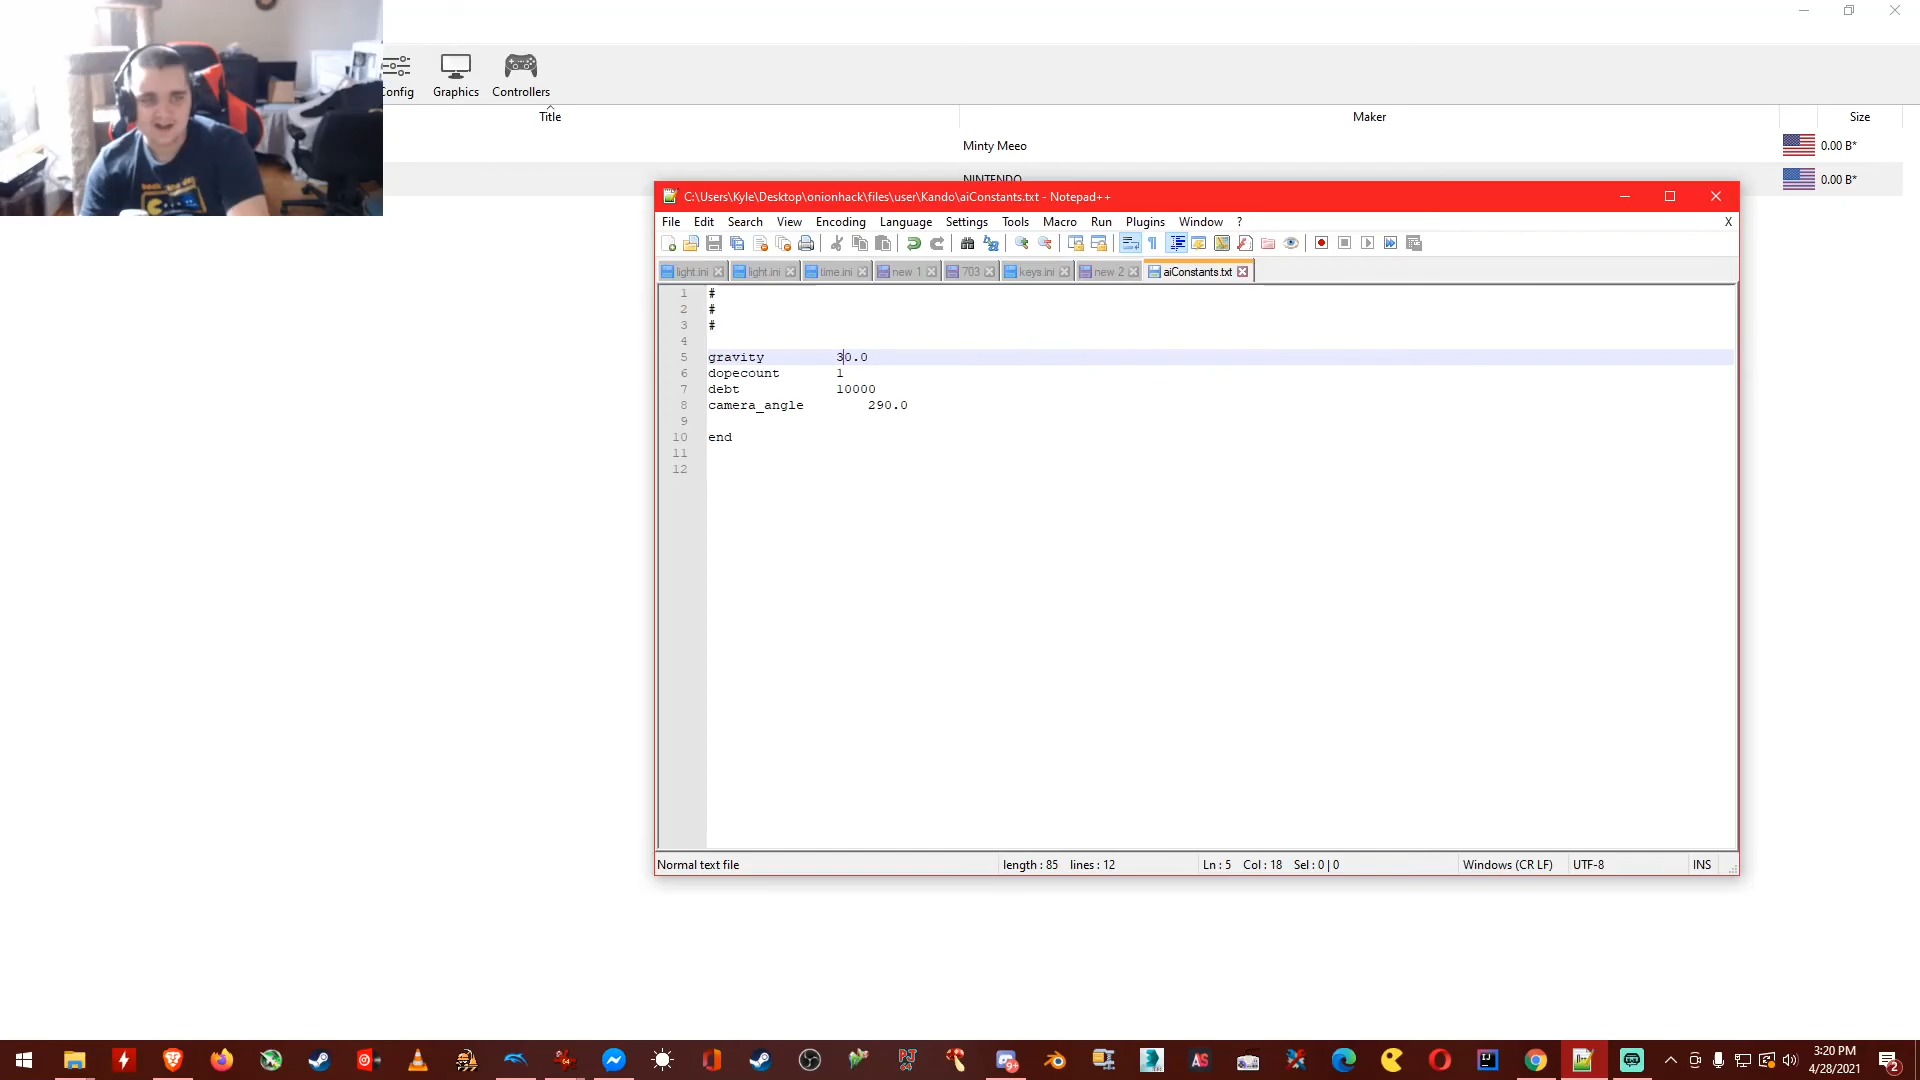 Config
Graphics
Controllers
Title
Maker
Size
Minty Meeo
0.00 B*
NINTENDO
0.00 B*
C:\Users\Kyle\Desktop\onionhack\files\user\Kando\aiConstants.txt - Notepad++
File Edit Search View Encoding Language Settings Tools Macro Run Plugins Window ? X
light.ini light.ini time.ini new 1 703 keys.ini new 2 aiConstants.txt
1 #
2 #
3 #
4
5 gravity 30.0
6 dopecount 1
7 debt 10000
8 camera_angle 290.0
9
10 end
11
12
Normal text file length : 85 lines : 12 Ln : 5 Col : 18 Sel : 0 | 0 Windows (CR LF) UTF-8 INS
3:20 PM
4/28/2021